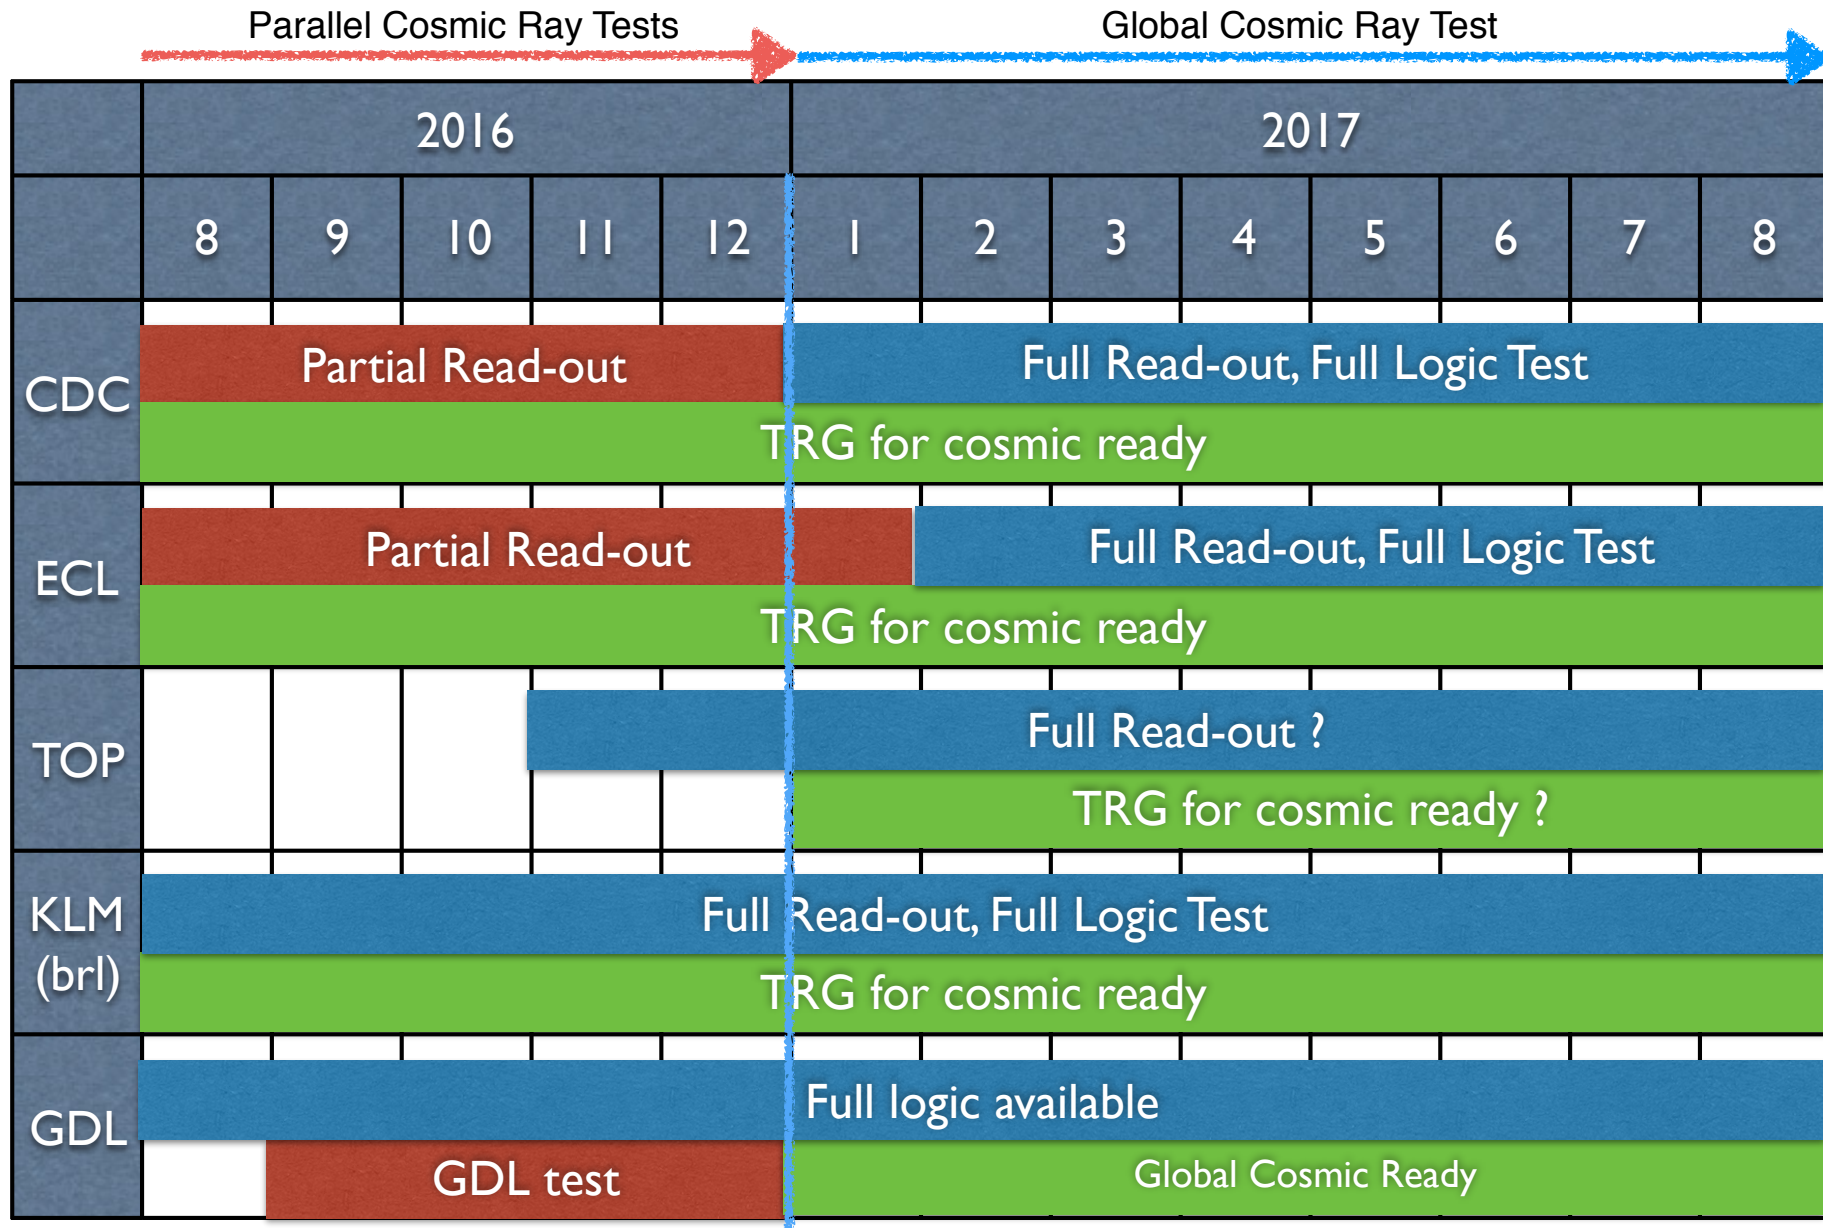 Parallel Cosmic Ray Tests
Global Cosmic Ray Test
2016
2017
8 9 10 11 12 1 2 3 4 5 6 7 8
CDC
Partial Read-out
Full Read-out, Full Logic Test
TRG for cosmic ready
ECL
Partial Read-out
Full Read-out, Full Logic Test
TRG for cosmic ready
TOP
Full Read-out ?
TRG for cosmic ready ?
KLM
(brl)
Full Read-out, Full Logic Test
TRG for cosmic ready
GDL
Full logic available
GDL test
Global Cosmic Ready